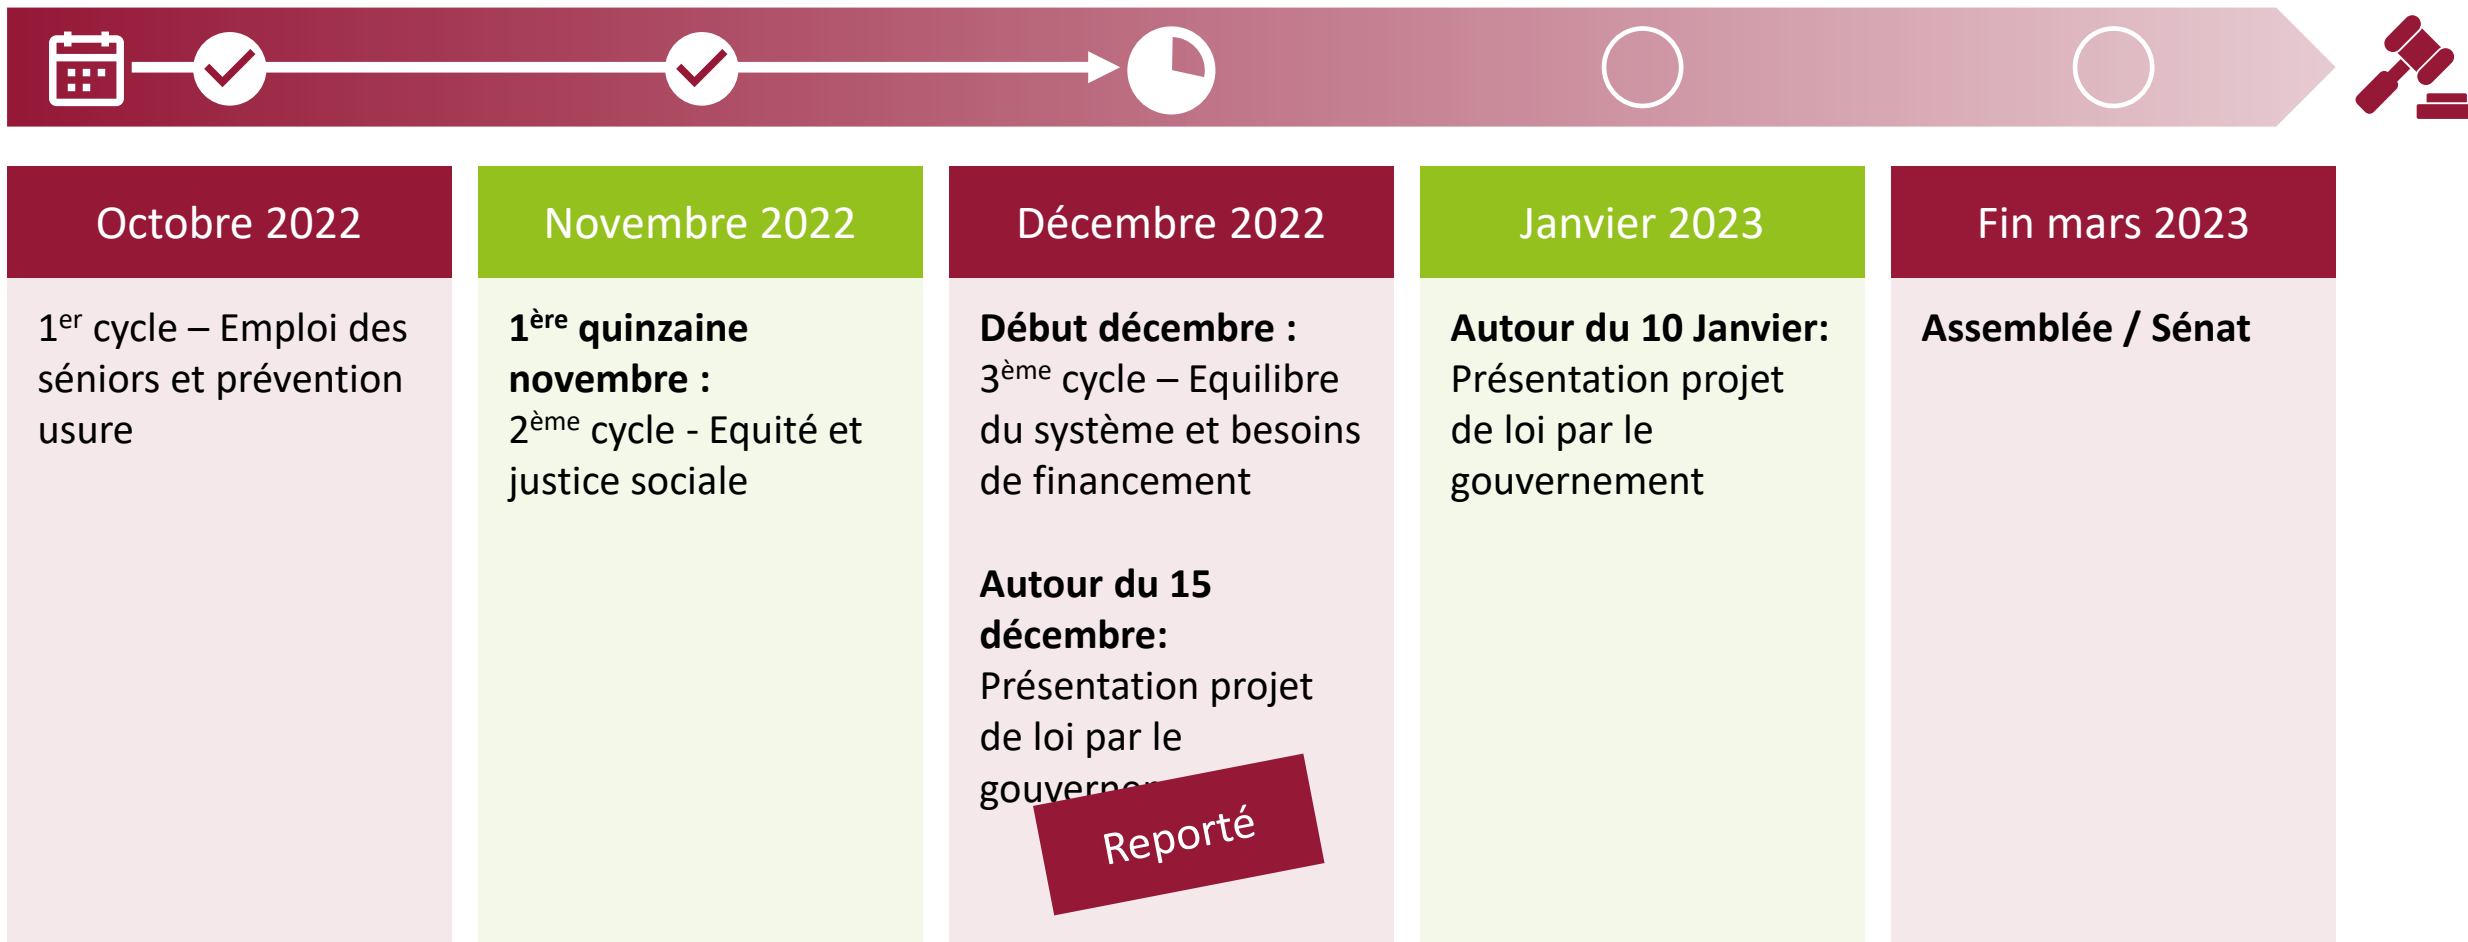 Octobre 2022
Novembre 2022
Décembre 2022
Janvier 2023
Fin mars 2023
1er cycle – Emploi des
séniors et prévention
usure
1ère quinzaine
novembre :
2ème cycle - Equité et
justice sociale
Début décembre :
3ème cycle – Equilibre
du système et besoins
de financement
Autour du 15
décembre:
Présentation projet
de loi par le
Reporté
Autour du 10 Janvier:
Présentation projet
de loi par le
gouvernement
Assemblée / Sénat